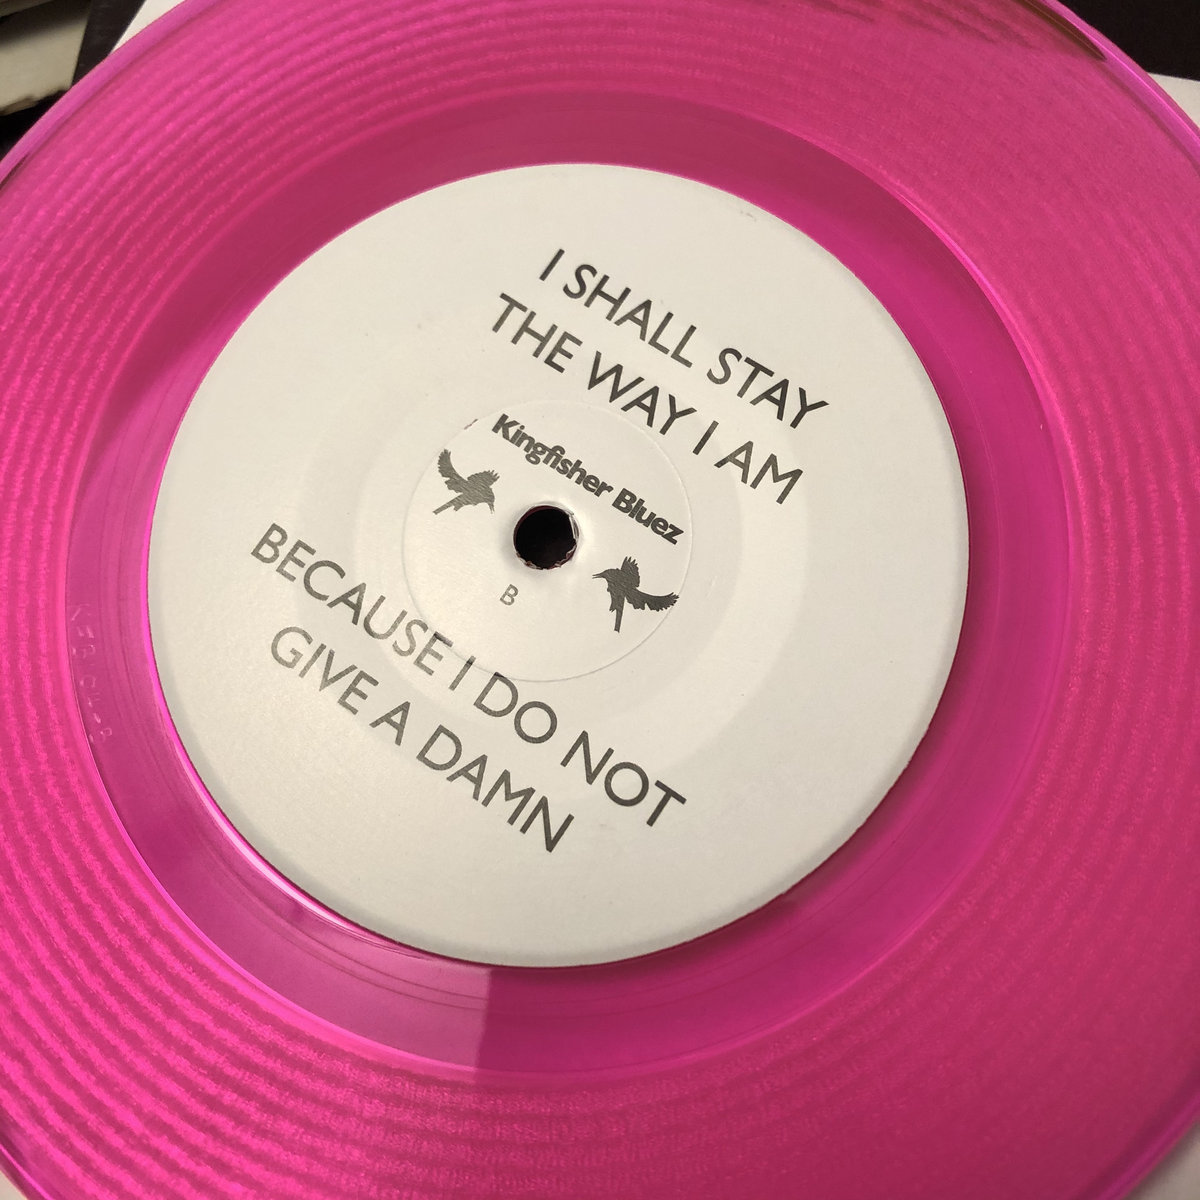 I SHALL STAY
THE WAY I AM
Kingfisher Bluez
B
BECAUSE I DO NOT
GIVE A DAMN